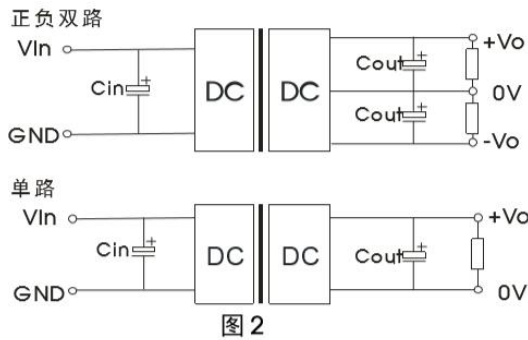 正负双路
VIn
+Vo
Cin
+
DC
DC
Cout
+
0V
Cout
+
GND
-Vo
单路
VIn
+Vo
Cin
+
DC
DC
Cout
+
GND
0V
图2